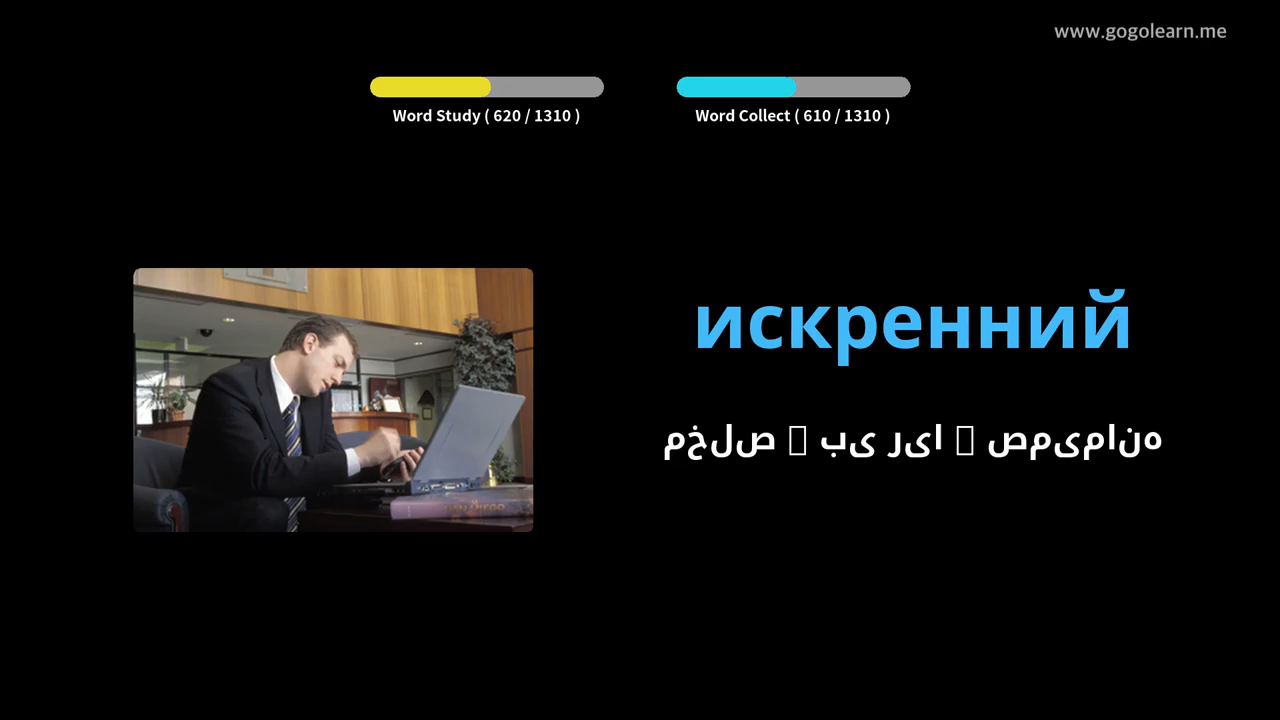 www.gogolearn.me
Word Study ( 620 / 1310 ) Word Collect ( 610 / 1310 )
искренний
مخلص ▯ بی ریا ▯ صمیمانه